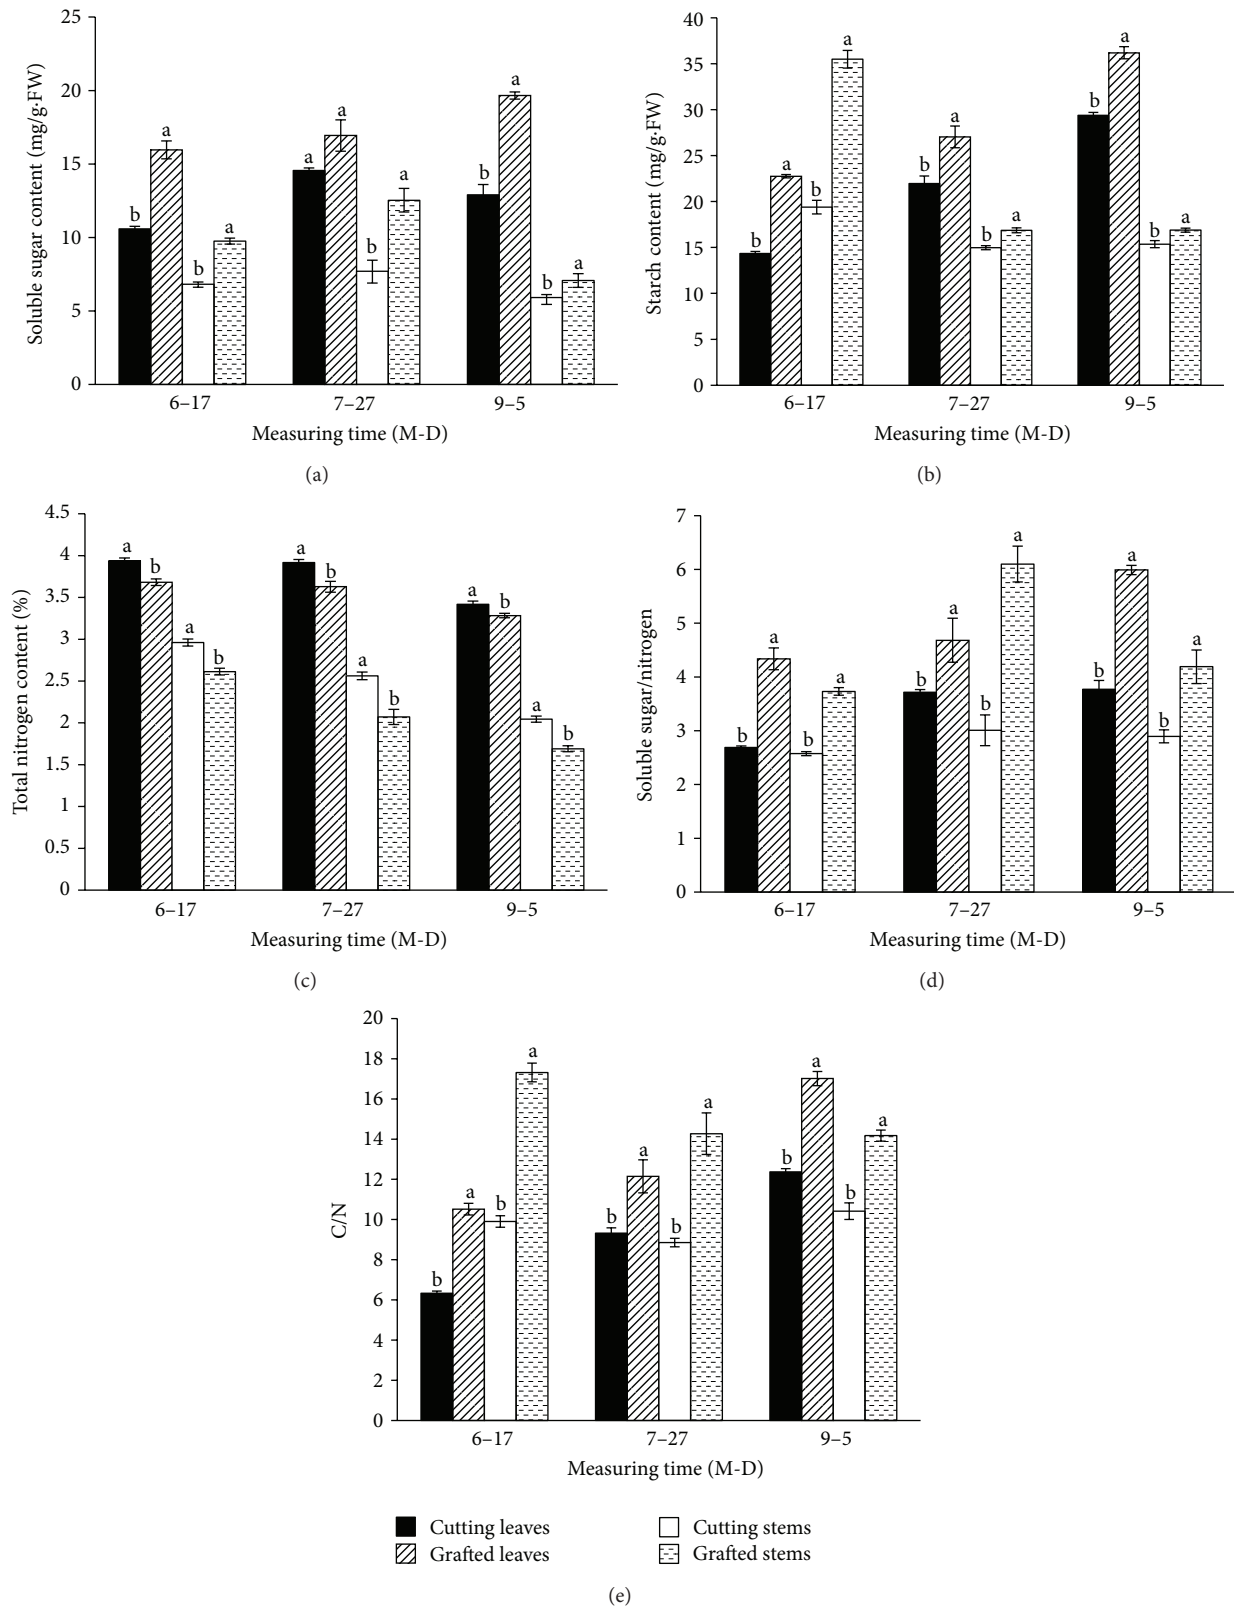 25
20
15
10
5
0
Soluble sugar content (mg/g·FW)
b
a
b
a
a
a
b
a
b
a
b
a
6–17
7–27
9–5
Measuring time (M-D)
(a)
40
35
30
25
20
15
10
5
0
Starch content (mg/g·FW)
b
a
b
a
b
a
b
a
b
a
b
a
6–17
7–27
9–5
Measuring time (M-D)
(b)
4.5
4
3.5
3
2.5
2
1.5
1
0.5
0
Total nitrogen content (%)
a
b
a
b
a
b
a
b
a
b
a
b
6–17
7–27
9–5
Measuring time (M-D)
(c)
7
6
5
4
3
2
1
0
Soluble sugar/nitrogen
b
a
b
a
b
a
b
a
b
a
b
a
6–17
7–27
9–5
Measuring time (M-D)
(d)
20
18
16
14
12
10
8
6
4
2
0
C/N
b
a
b
a
b
a
b
a
b
a
b
a
6–17
7–27
9–5
Measuring time (M-D)
Cutting leaves
Grafted leaves
Cutting stems
Grafted stems
(e)